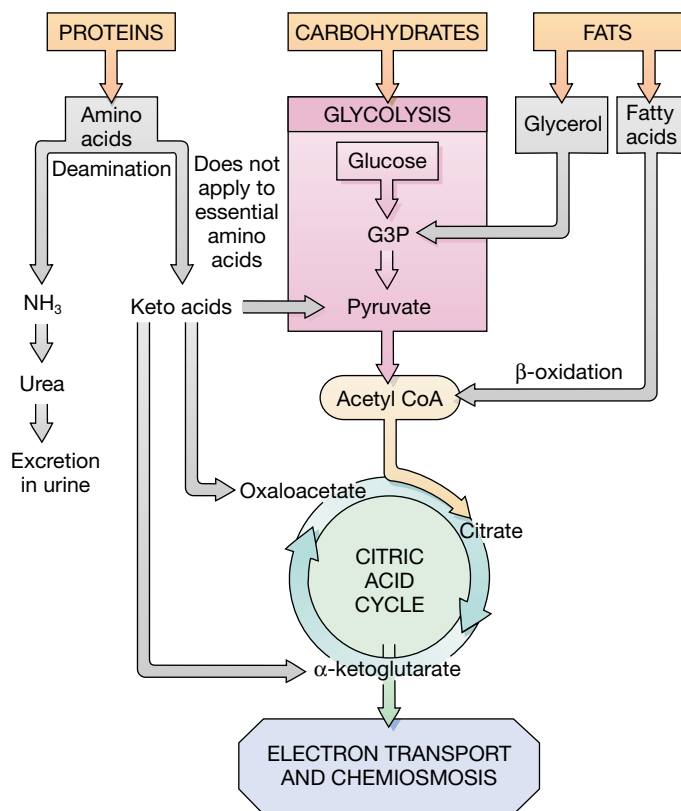 PROTEINS
CARBOHYDRATES
FATS
Amino
acids
GLYCOLYSIS
Glycerol
Fatty
acids
Deamination
Does not
apply to
essential
amino
acids
Glucose
G3P
NH₃
Keto acids
Pyruvate
Urea
β-oxidation
Acetyl CoA
Excretion
in urine
Oxaloacetate
Citrate
CITRIC
ACID
CYCLE
α-ketoglutarate
ELECTRON TRANSPORT
AND CHEMIOSMOSIS